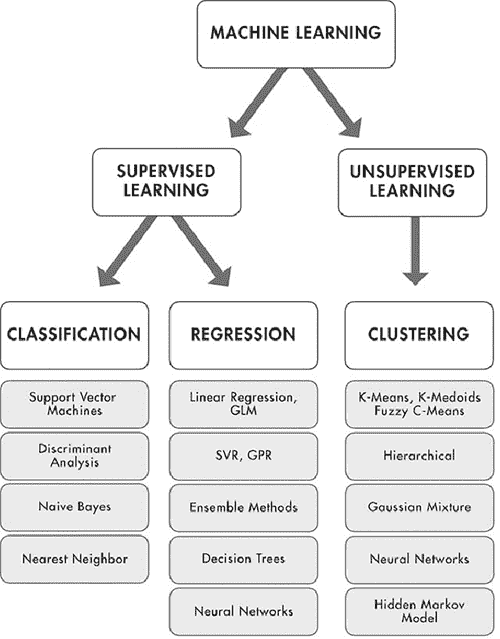 MACHINE LEARNING
SUPERVISED
LEARNING
UNSUPERVISED
LEARNING
CLASSIFICATION
REGRESSION
CLUSTERING
Support Vector
Machines
Discriminant
Analysis
Naive Bayes
Nearest Neighbor
Linear Regression,
GLM
SVR, GPR
Ensemble Methods
Decision Trees
Neural Networks
K-Means, K-Medoids
Fuzzy C-Means
Hierarchical
Gaussian Mixture
Neural Networks
Hidden Markov
Model